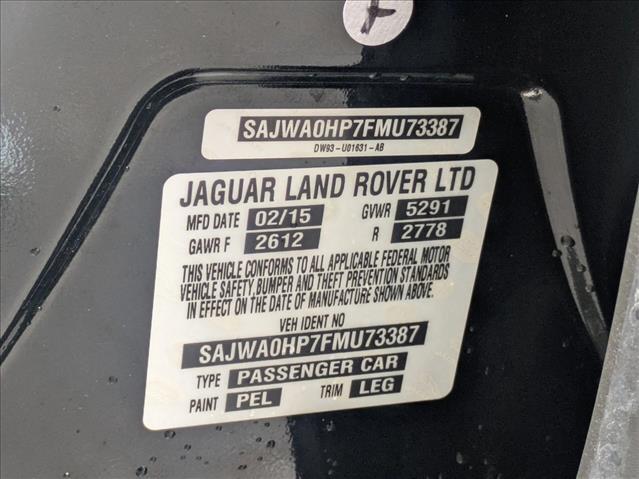 SAJWA0HP7FMU73387
DW93-U01631-AB
JAGUAR LAND ROVER LTD
MFD DATE 02/15 GVWR 5291
GAWR F 2612 R 2778
THIS VEHICLE CONFORMS TO ALL APPLICABLE FEDERAL MOTOR
VEHICLE SAFETY, BUMPER AND THEFT PREVENTION STANDARDS
IN EFFECT ON THE DATE OF MANUFACTURE SHOWN ABOVE.
VEH IDENT NO
SAJWA0HP7FMU73387
TYPE PASSENGER CAR
PAINT PEL TRIM LEG